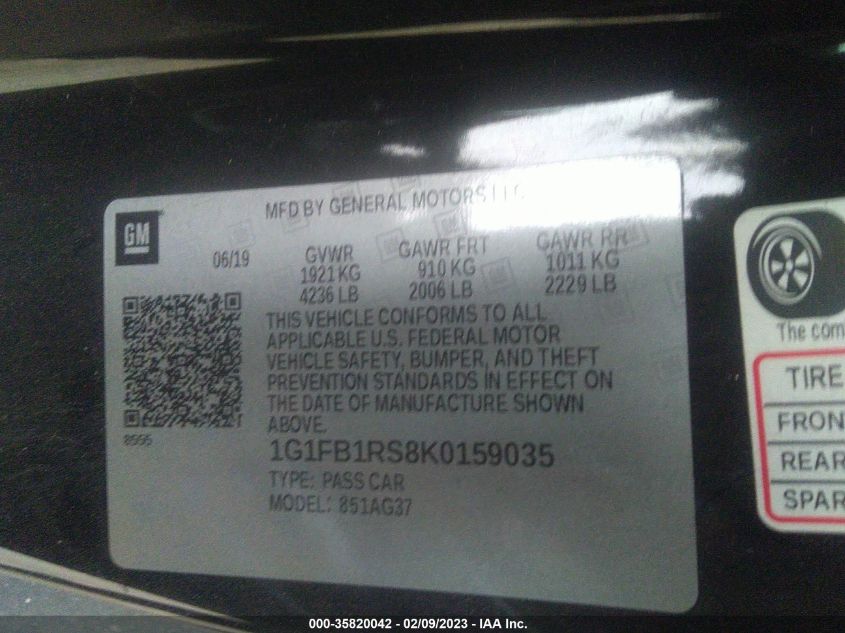 MFD BY GENERAL MOTORS LLC
GM
06/19
GVWR GAWR FRT GAWR RR
1921 KG 910 KG 1011 KG
4236 LB 2006 LB 2229 LB
THIS VEHICLE CONFORMS TO ALL
APPLICABLE U.S. FEDERAL MOTOR
VEHICLE SAFETY, BUMPER, AND THEFT
PREVENTION STANDARDS IN EFFECT ON
THE DATE OF MANUFACTURE SHOWN
ABOVE.
8595
1G1FB1RS8K0159035
TYPE: PASS CAR
MODEL: 851AG37
The com
TIRE
FRON
REAR
SPAR
000-35820042 - 02/09/2023 - IAA Inc.